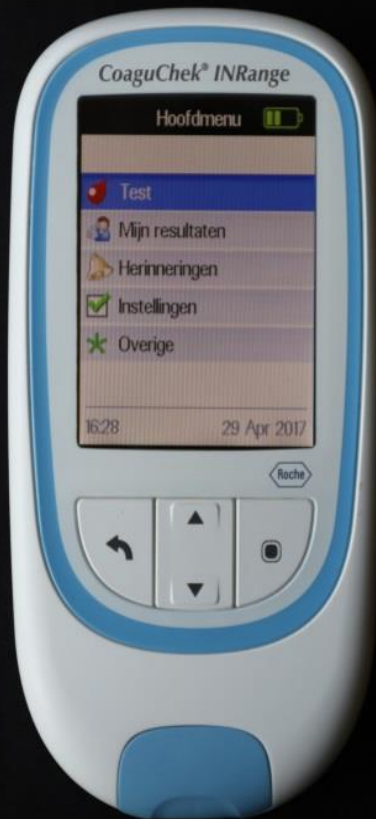 CoaguChek® INRange
Hoofdmenu
Test
Mijn resultaten
Herinneringen
Instellingen
Overige
16:28 29 Apr 2017
Roche